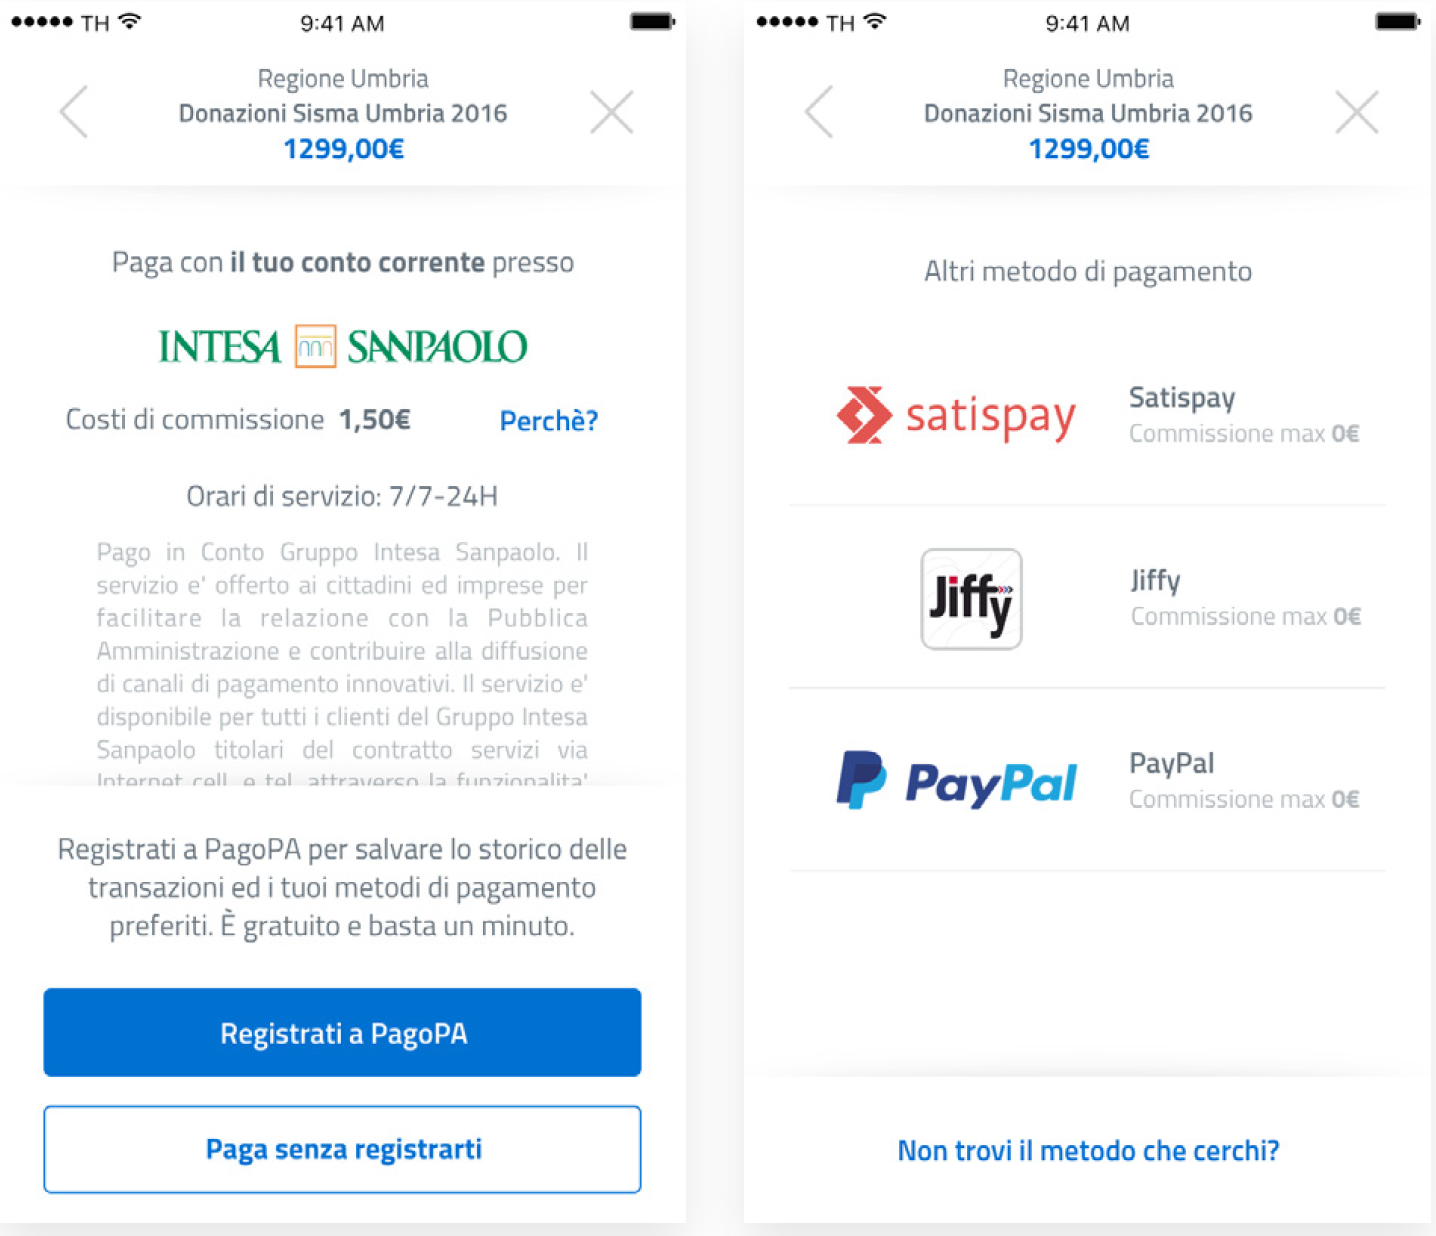 TH 9:41 AM
Regione Umbria
Donazioni Sisma Umbria 2016
1299,00€
Paga con il tuo conto corrente presso
INTESA SANPAOLO
Costi di commissione 1,50€ Perchè?
Orari di servizio: 7/7-24H
Pago in Conto Gruppo Intesa Sanpaolo. Il
servizio e' offerto ai cittadini ed imprese per
facilitare la relazione con la Pubblica
Amministrazione e contribuire alla diffusione
di canali di pagamento innovativi. Il servizio e'
disponibile per tutti i clienti del Gruppo Intesa
Sanpaolo titolari del contratto servizi via
Internet cell. e tel. attraverso la funzionalita'
Registrati a PagoPA per salvare lo storico delle
transazioni ed i tuoi metodi di pagamento
preferiti. È gratuito e basta un minuto.
Registrati a PagoPA
Paga senza registrarti
TH 9:41 AM
Regione Umbria
Donazioni Sisma Umbria 2016
1299,00€
Altri metodo di pagamento
satispay
Satispay
Commissione max 0€
Jiffy
Jiffy
Commissione max 0€
PayPal
PayPal
Commissione max 0€
Non trovi il metodo che cerchi?